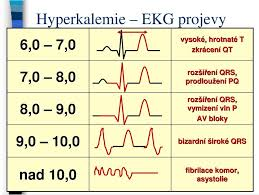 Hyperkalemie – EKG projevy
6,0 – 7,0
vysoké, hrotnaté T
zkrácení QT
7,0 – 8,0
rozšíření QRS,
prodloužení PQ
8,0 – 9,0
rozšíření QRS,
vymizení vln P
AV bloky
9,0 – 10,0
bizardní široké QRS
nad 10,0
fibrilace komor,
asystolie